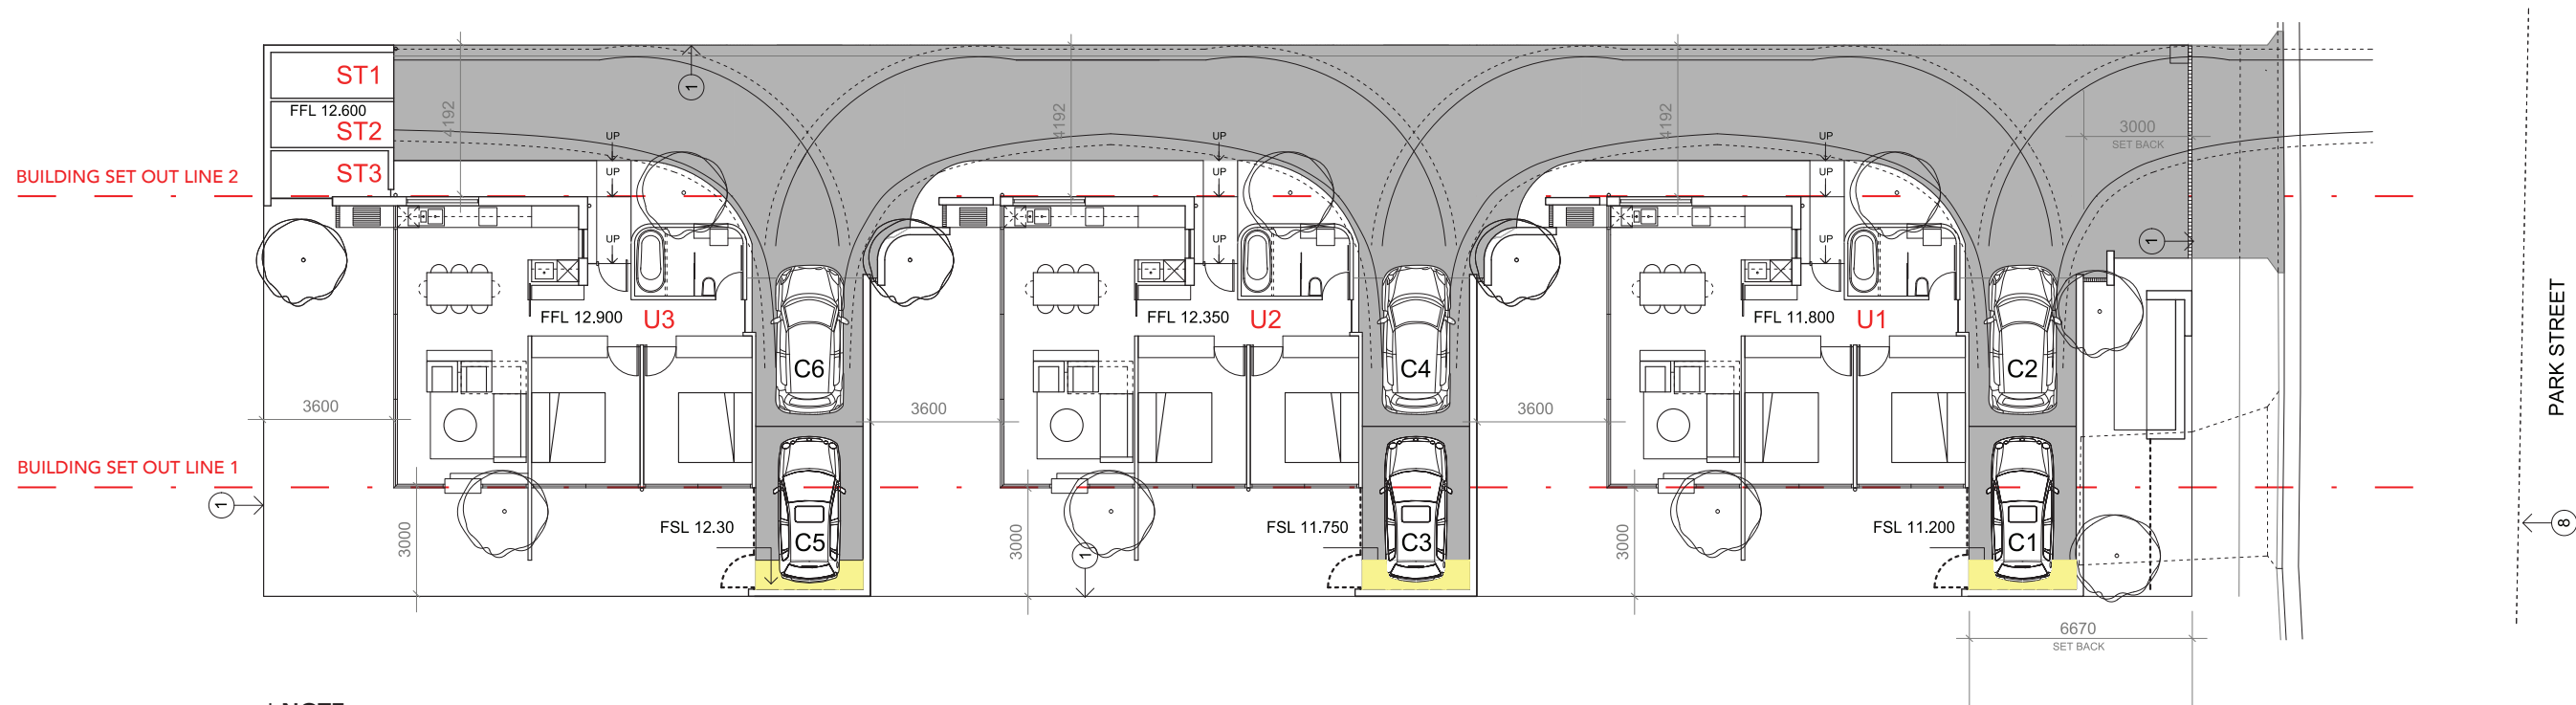 ST1
FFL 12.600
ST2
ST3
4192
4192
4192
1
UP
UP
UP
UP
UP
UP
UP
UP
UP
3000
SET BACK
1
BUILDING SET OUT LINE 2
FFL 12.900
U3
FFL 12.350
U2
FFL 11.800
U1
C6
C4
C2
PARK STREET
3600
3600
3600
BUILDING SET OUT LINE 1
1
3000
FSL 12.30
C5
3000
1
FSL 11.750
C3
3000
FSL 11.200
C1
8
6670
SET BACK